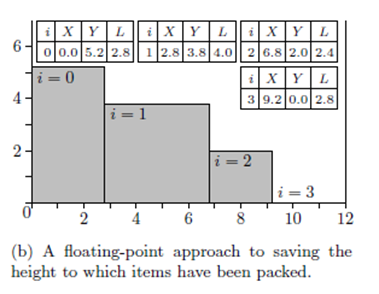 i X Y L i X Y L i X Y L
6 0 0.0 5.2 2.8 1 2.8 3.8 4.0 2 6.8 2.0 2.4
i = 0 i X Y L
4 3 9.2 0.0 2.8
i = 1
2 i = 2
i = 3
0 2 4 6 8 10 12
(b) A floating-point approach to saving the
height to which items have been packed.